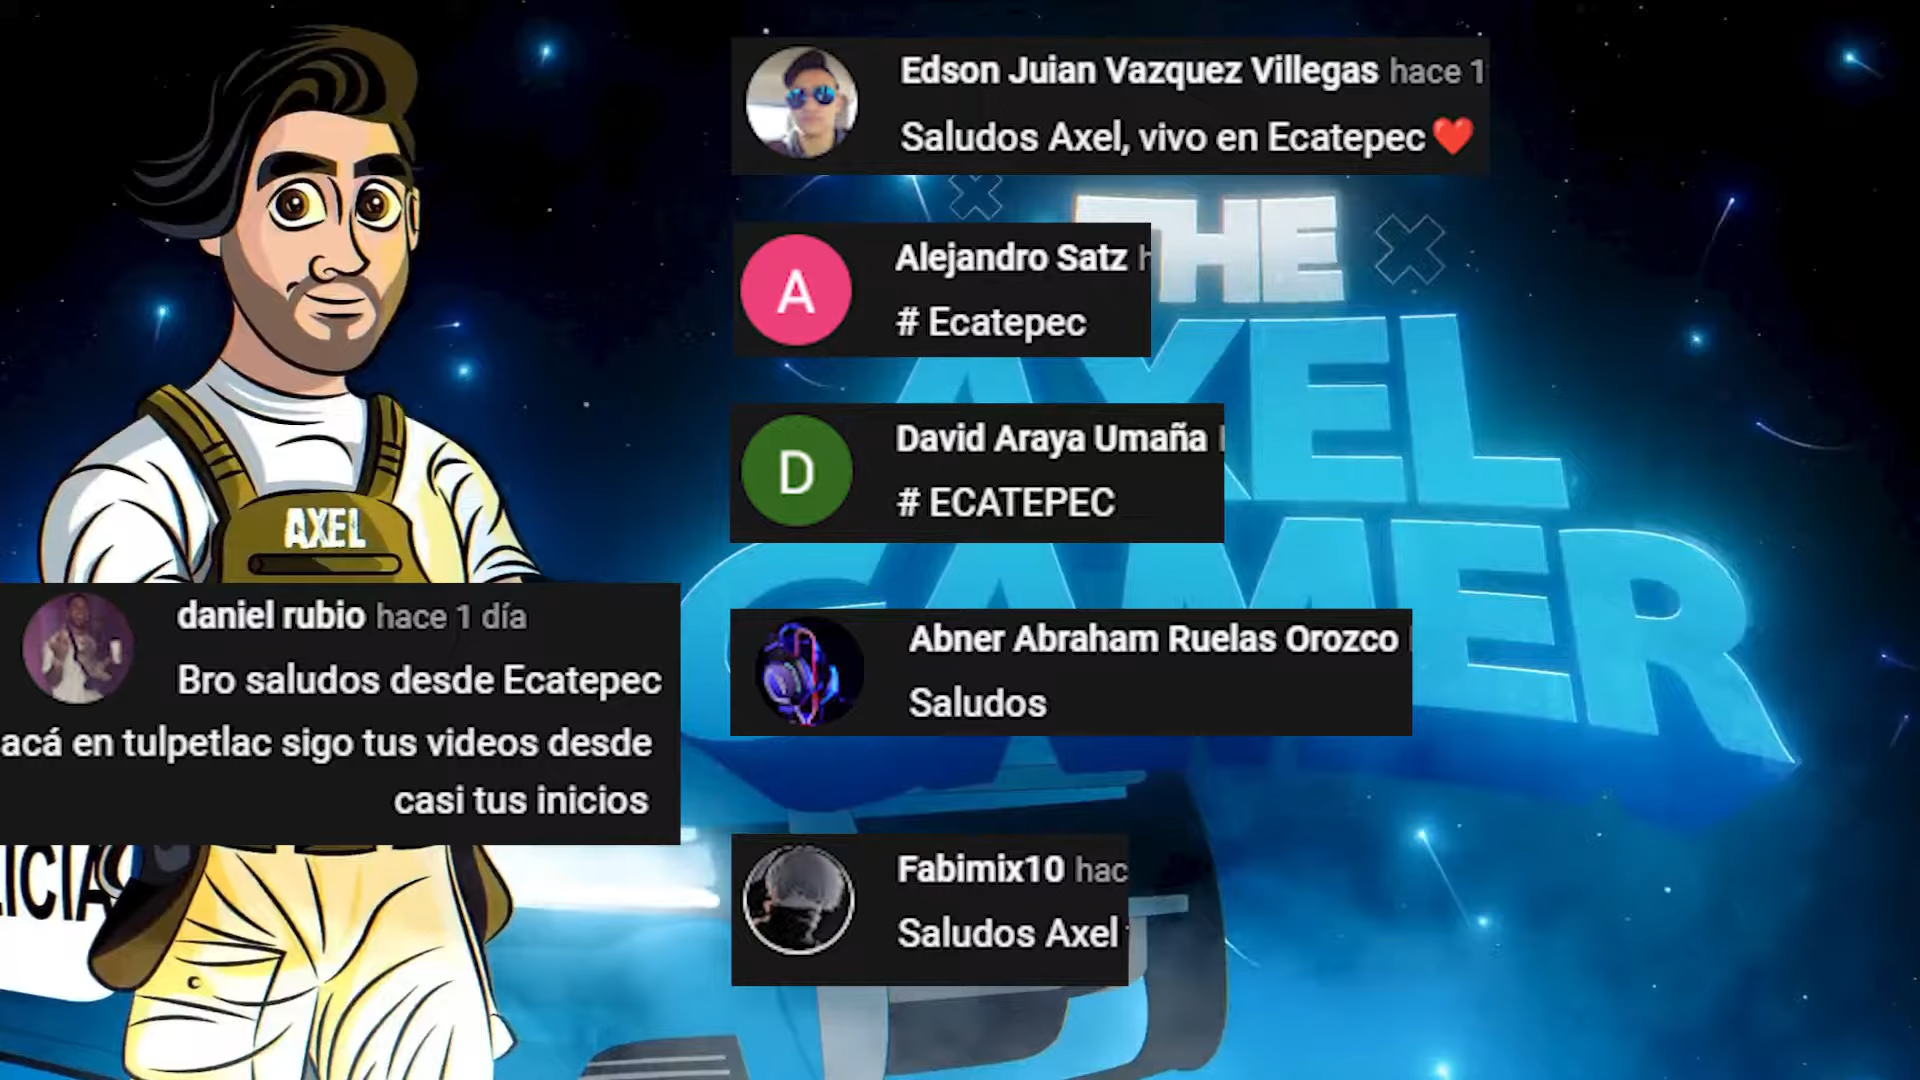 Edson Juian Vazquez Villegas hace 1
Saludos Axel, vivo en Ecatepec❤️
THE
AXEL
GAMER
Alejandro Satz h
# Ecatepec
David Araya Umaña
# ECATEPEC
AXEL
daniel rubio hace 1 día
Bro saludos desde Ecatepec
acá en tulpetlac sigo tus videos desde
casi tus inicios
Abner Abraham Ruelas Orozco
Saludos
Fabimix10 hac
Saludos Axel
LICIA